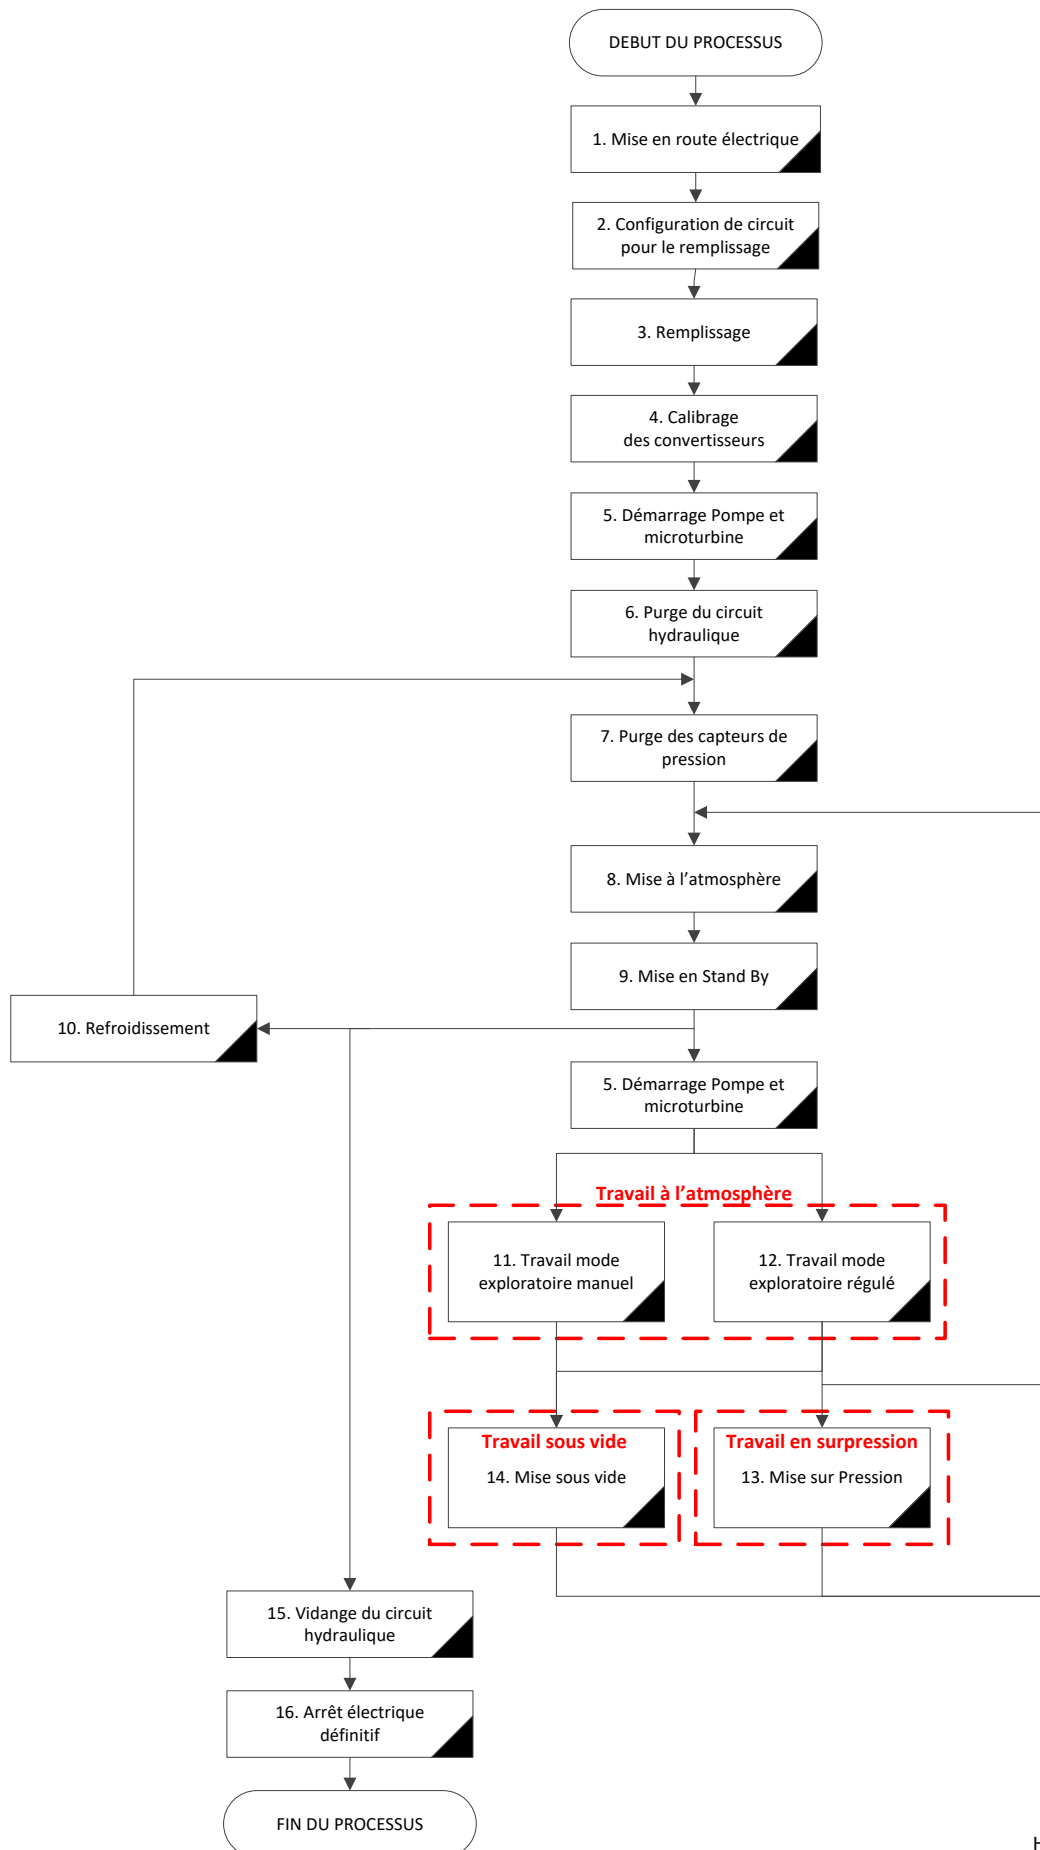 DEBUT DU PROCESSUS
1. Mise en route électrique
2. Configuration de circuit
pour le remplissage
3. Remplissage
4. Calibrage
des convertisseurs
5. Démarrage Pompe et
microturbine
6. Purge du circuit
hydraulique
7. Purge des capteurs de
pression
8. Mise à l’atmosphère
9. Mise en Stand By
10. Refroidissement
5. Démarrage Pompe et
microturbine
Travail à l’atmosphère
11. Travail mode
exploratoire manuel
12. Travail mode
exploratoire régulé
Travail sous vide
14. Mise sous vide
Travail en surpression
13. Mise sur Pression
15. Vidange du circuit
hydraulique
16. Arrêt électrique
définitif
FIN DU PROCESSUS
H